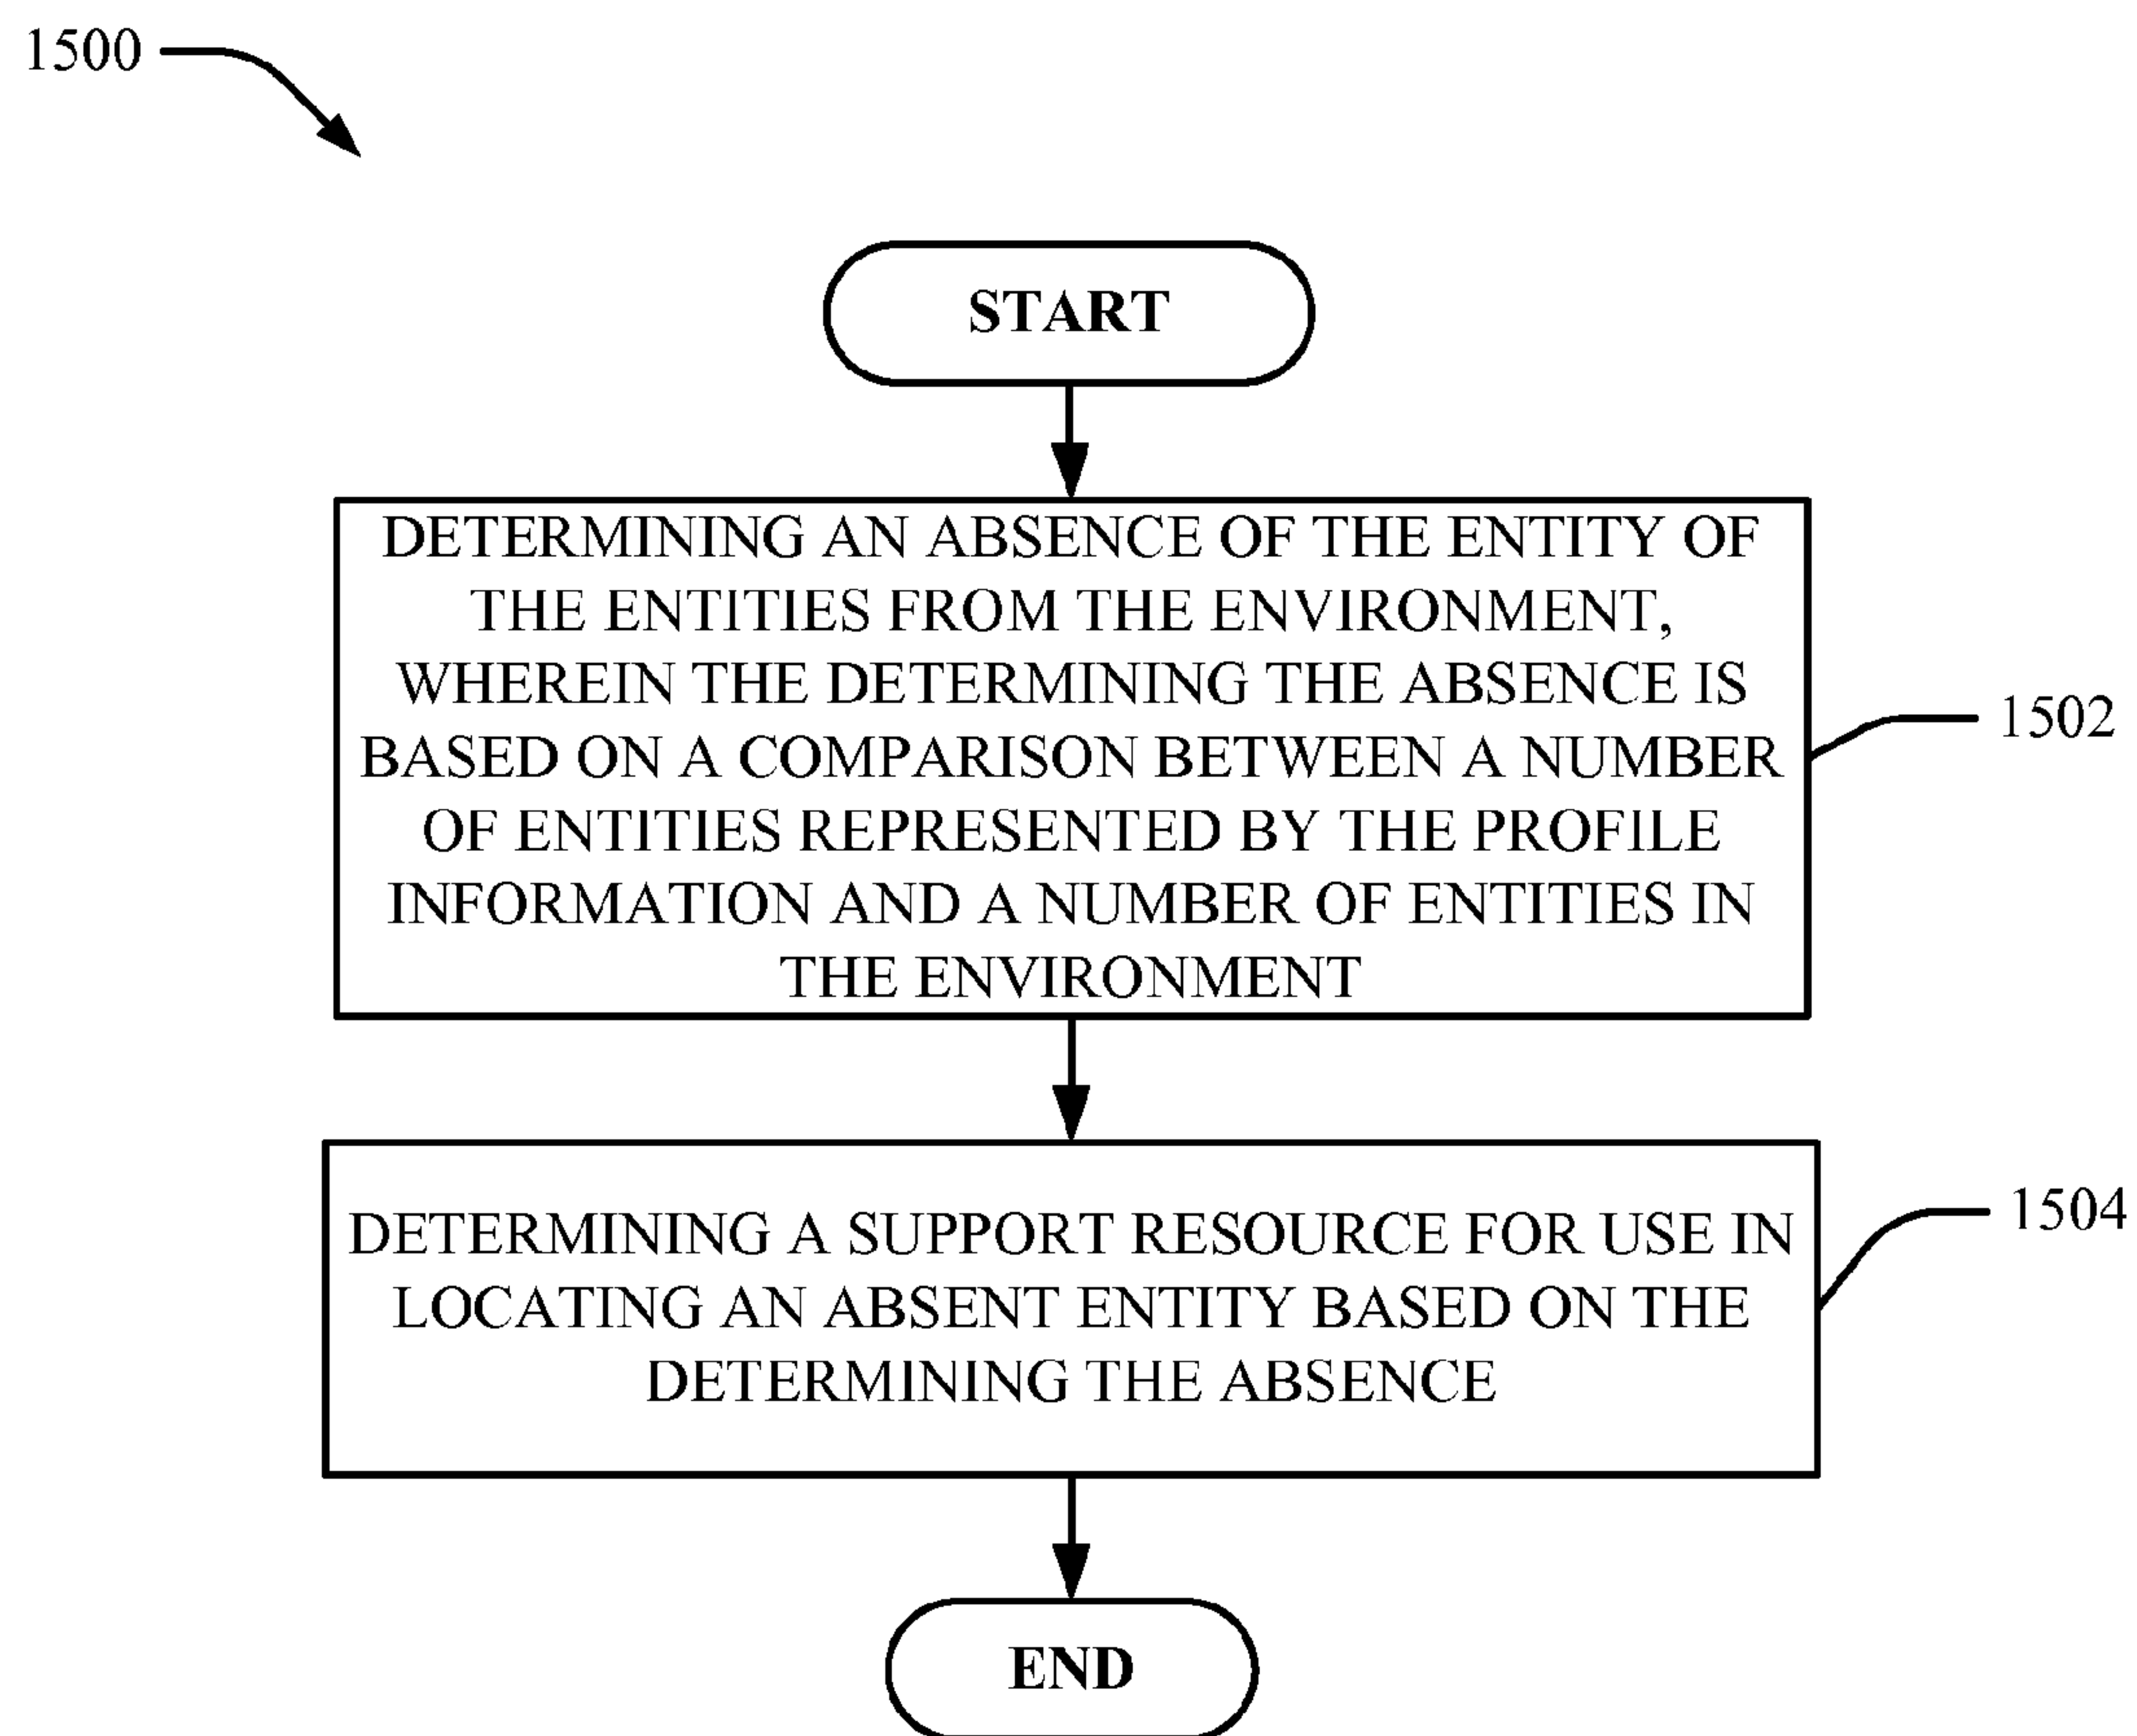 1500
START
DETERMINING AN ABSENCE OF THE ENTITY OF
THE ENTITIES FROM THE ENVIRONMENT,
WHEREIN THE DETERMINING THE ABSENCE IS
BASED ON A COMPARISON BETWEEN A NUMBER
OF ENTITIES REPRESENTED BY THE PROFILE
INFORMATION AND A NUMBER OF ENTITIES IN
THE ENVIRONMENT
1502
DETERMINING A SUPPORT RESOURCE FOR USE IN
LOCATING AN ABSENT ENTITY BASED ON THE
DETERMINING THE ABSENCE
1504
END